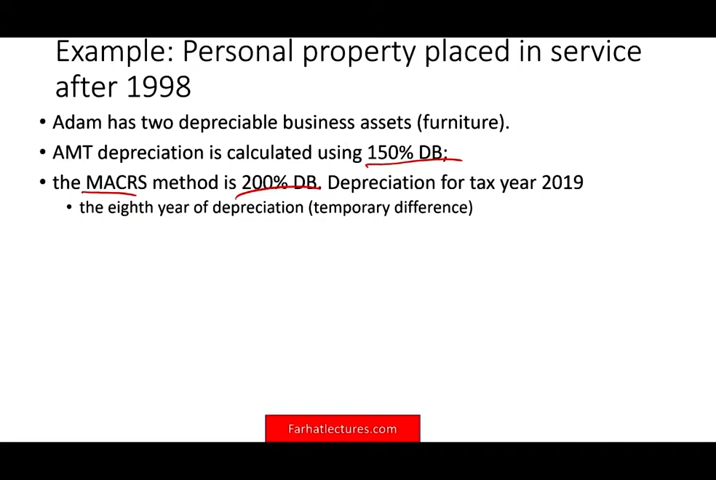 Example: Personal property placed in service
after 1998
• Adam has two depreciable business assets (furniture).
• AMT depreciation is calculated using 150% DB;
• the MACRS method is 200% DB. Depreciation for tax year 2019
• the eighth year of depreciation (temporary difference)
Farhatlectures.com